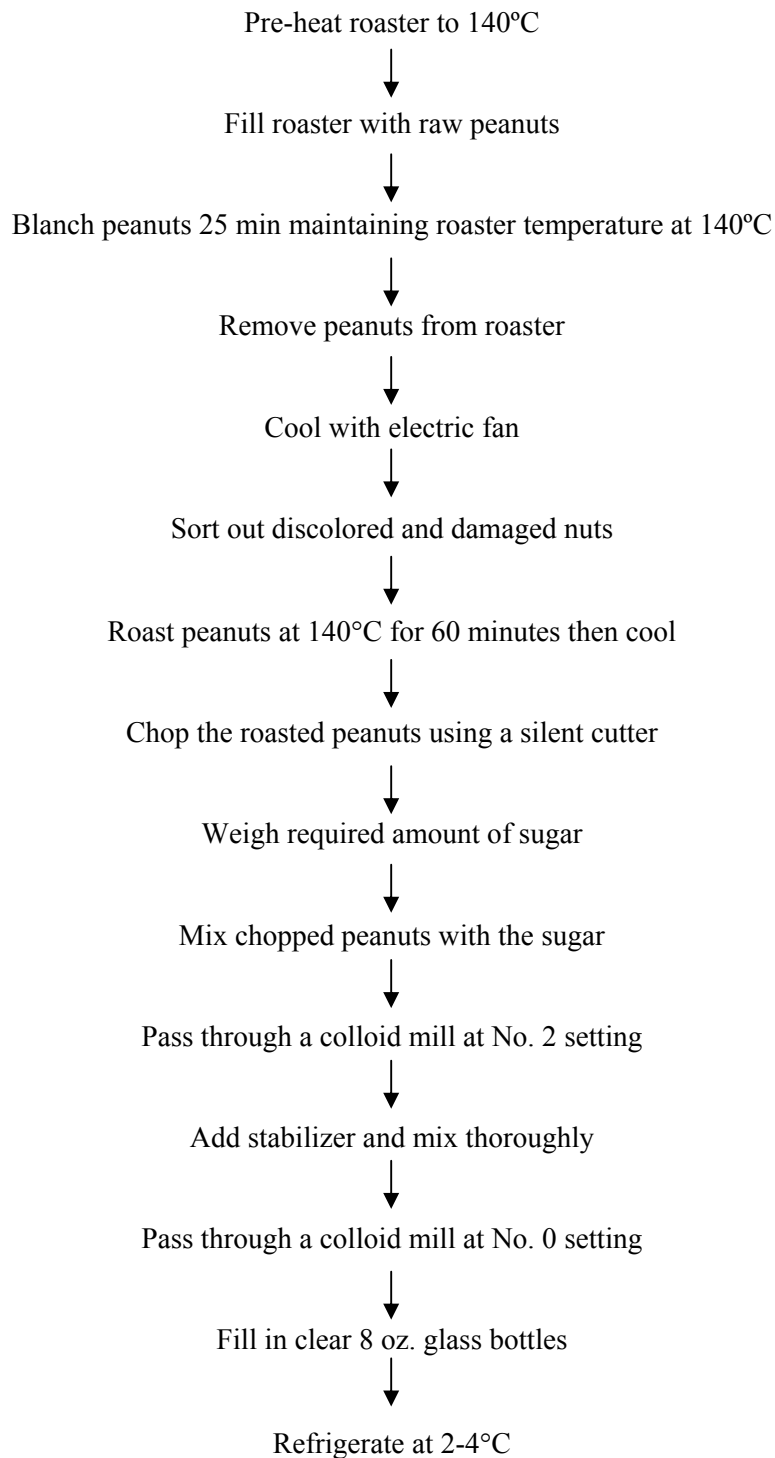 Pre-heat roaster to 140ºC
Fill roaster with raw peanuts
Blanch peanuts 25 min maintaining roaster temperature at 140ºC
Remove peanuts from roaster
Cool with electric fan
Sort out discolored and damaged nuts
Roast peanuts at 140°C for 60 minutes then cool
Chop the roasted peanuts using a silent cutter
Weigh required amount of sugar
Mix chopped peanuts with the sugar
Pass through a colloid mill at No. 2 setting
Add stabilizer and mix thoroughly
Pass through a colloid mill at No. 0 setting
Fill in clear 8 oz. glass bottles
Refrigerate at 2-4°C